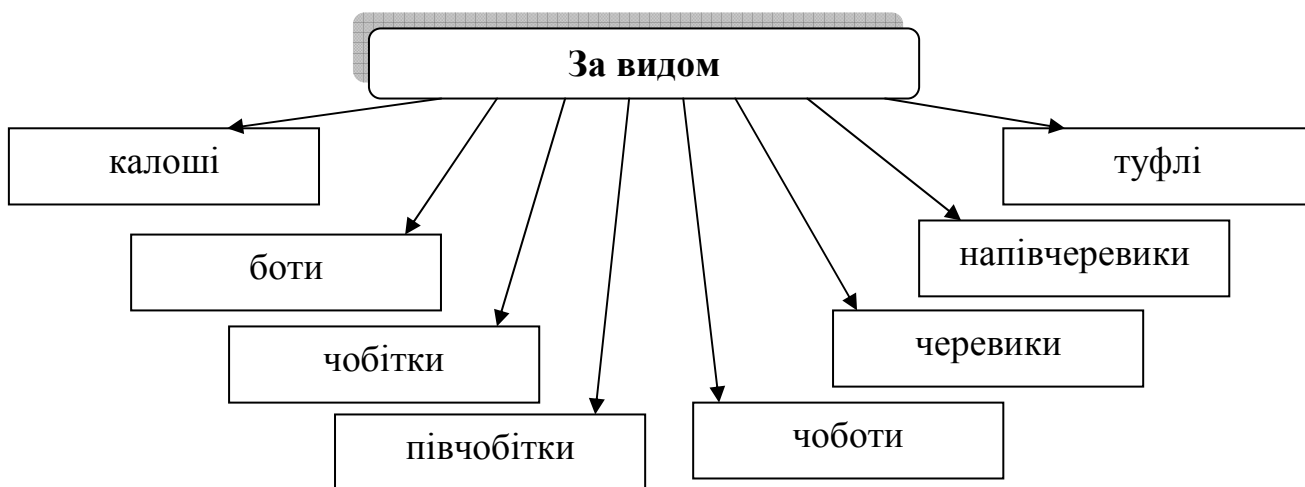 За видом
калоші
туфлі
боти
напівчеревики
чобітки
черевики
півчобітки
чоботи